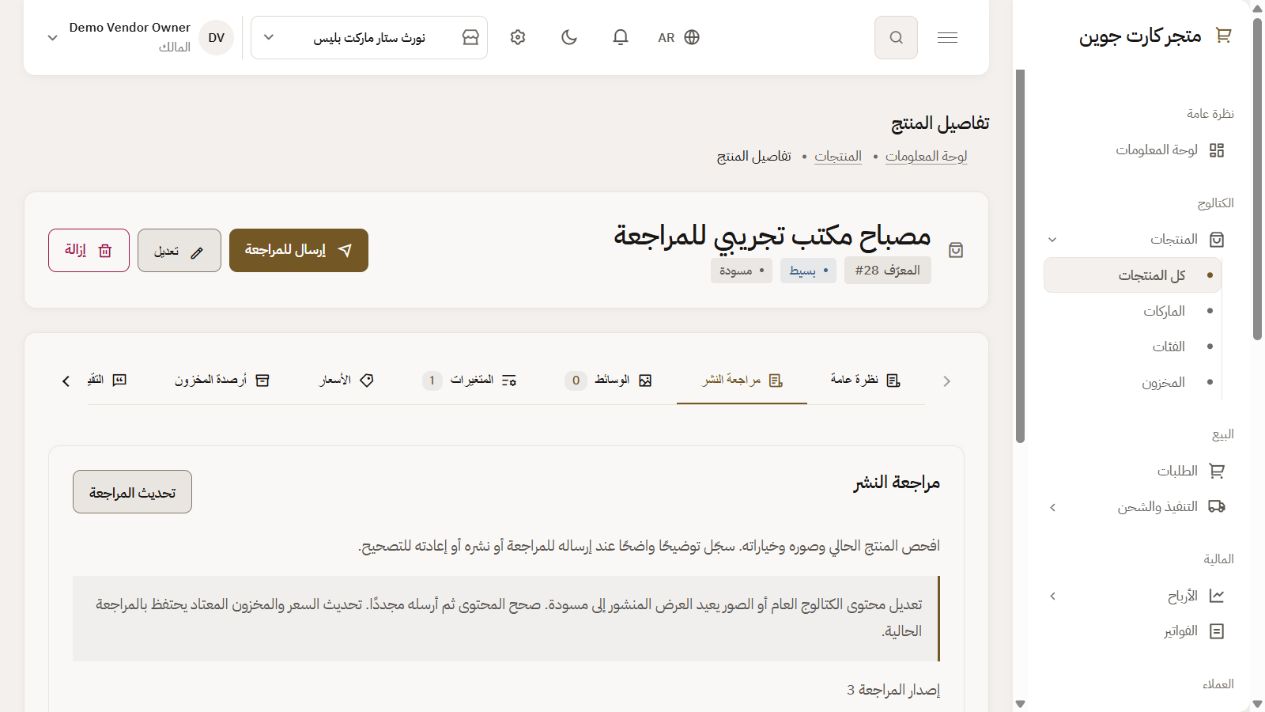 متجر كارت جوين
نظرة عامة
لوحة المعلومات
الكتالوج
المنتجات
كل المنتجات
الماركات
الفئات
المخزون
البيع
الطلبات
التنفيذ والشحن
المالية
الأرباح
الفواتير
العملاء
AR
نورث ستار ماركت بليس
DV
Demo Vendor Owner
المالك
تفاصيل المنتج
لوحة المعلومات • المنتجات • تفاصيل المنتج
مصباح مكتب تجريبي للمراجعة
المعرّف 28#
• بسيط
• مسودة
إرسال للمراجعة
تعديل
إزالة
نظرة عامة
مراجعة النشر
الوسائط 0
المتغيرات 1
الأسعار
أرصدة المخزون
مراجعة النشر
تحديث المراجعة
افحص المنتج الحالي وصوره وخياراته. سجّل توضيحًا واضحًا عند إرساله للمراجعة أو نشره أو إعادته للتصحيح.
تعديل محتوى الكتالوج العام أو الصور يعيد العرض المنشور إلى مسودة. صحح المحتوى ثم أرسله مجددًا. تحديث السعر والمخزون المعتاد يحتفظ بالمراجعة
الحالية.
إصدار المراجعة 3